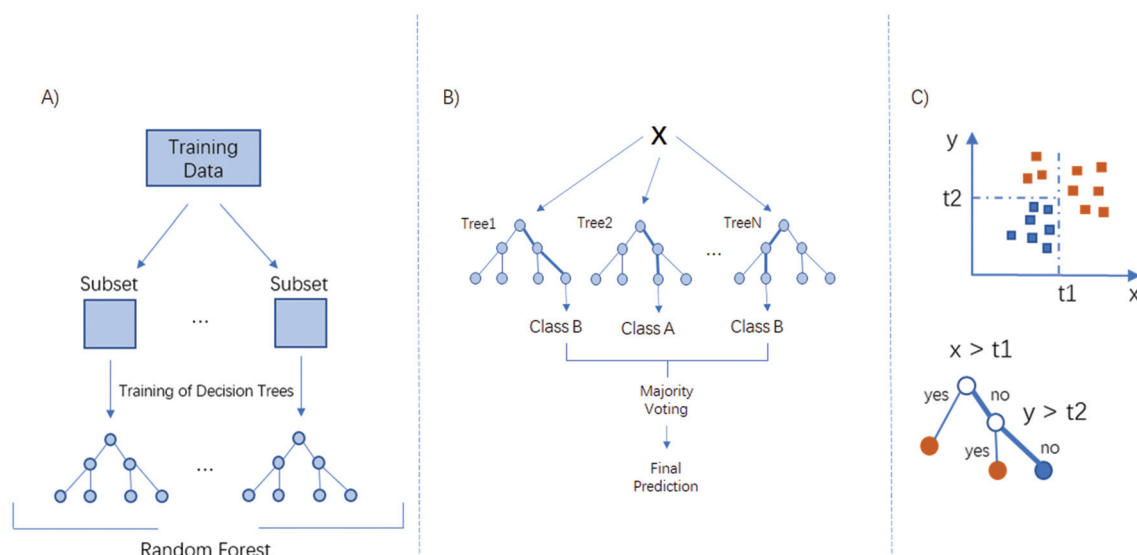 A)
Training
Data
Subset
Subset
...
Training of Decision Trees
...
Random Forest
B)
X
Tree1
Tree2
TreeN
...
Class B
Class A
Class B
Majority
Voting
Final
Prediction
C)
y
t2
t1
x
x > t1
yes
no
y > t2
yes
no